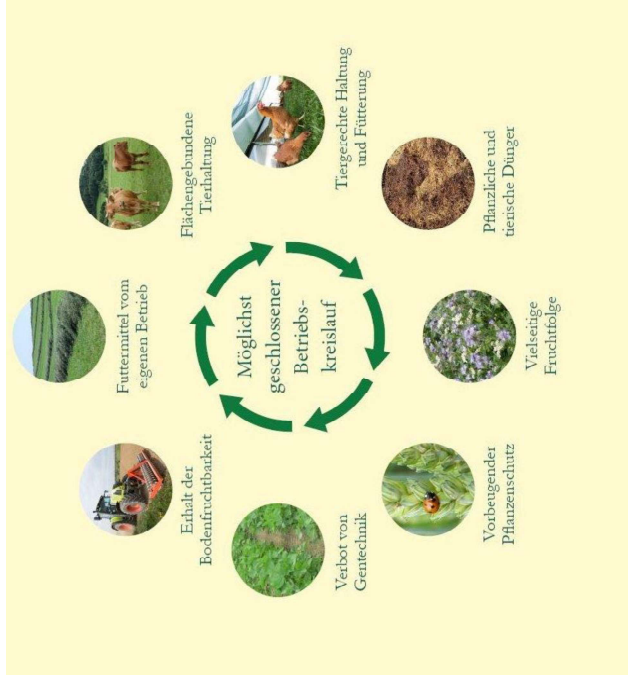 Futtermittel vom
eigenen Betrieb
Flächengebundene
Tierhaltung
Tiergerechte Haltung
und Fütterung
Pflanzliche und
tierische Dünger
Vielseitige
Fruchtfolge
Vorbeugender
Pflanzenschutz
Verbot von
Gentechnik
Erhalt der
Bodenfruchtbarkeit
Möglichst
geschlossener
Betriebs-
kreislauf